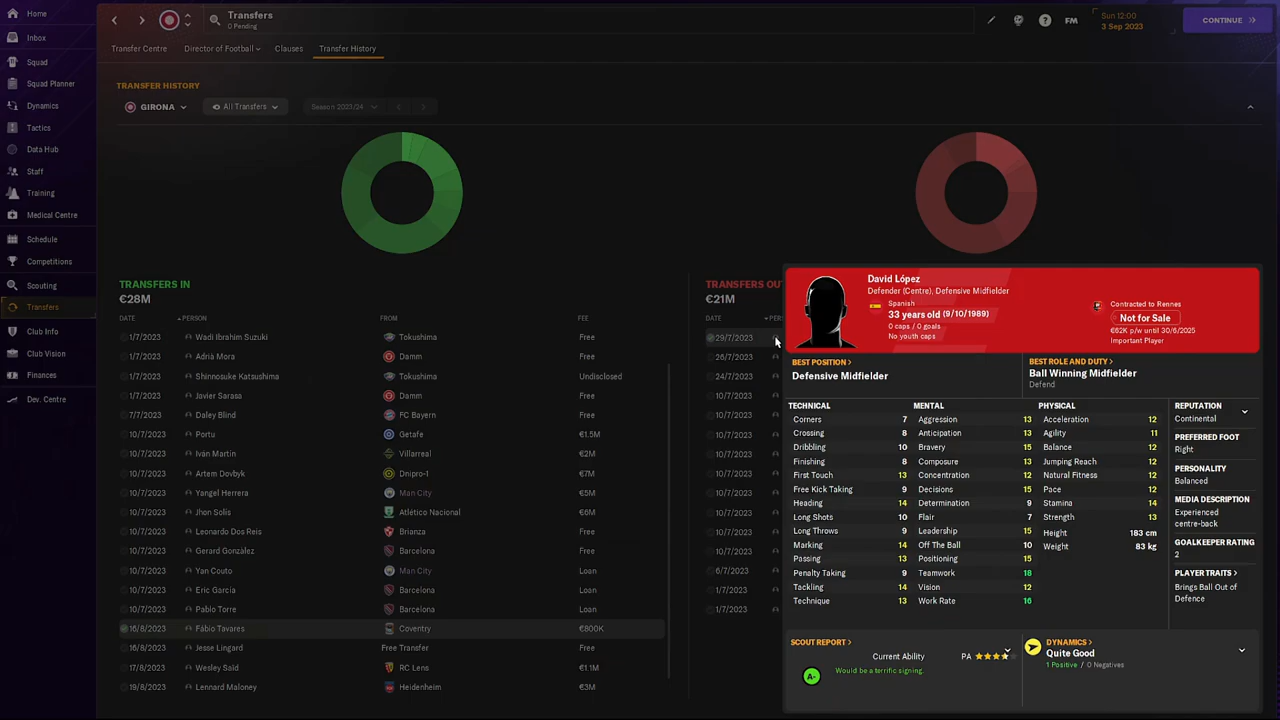 Home
Inbox
Squad
Squad Planner
Dynamics
Tactics
Data Hub
Staff
Training
Medical Centre
Schedule
Competitions
Scouting
Transfers
Club Info
Club Vision
Finances
Dev. Centre
Transfers
0 Pending
FM
Sun 12:00
3 Sep 2023
CONTINUE
Transfer Centre
Director of Football
Clauses
Transfer History
TRANSFER HISTORY
GIRONA
All Transfers
Season 2023/24
TRANSFERS IN
€28M
DATE PERSON FROM FEE
1/7/2023 Wadi Ibrahim Suzuki Tokushima Free
1/7/2023 Adrià Mora Damm Free
1/7/2023 Shinnosuke Katsushima Tokushima Undisclosed
1/7/2023 Javier Sarasa Damm Free
7/7/2023 Daley Blind FC Bayern Free
10/7/2023 Portu Getafe €1.5M
10/7/2023 Iván Martín Villarreal €2M
10/7/2023 Artem Dovbyk Dnipro-1 €7M
10/7/2023 Yangel Herrera Man City €5M
10/7/2023 Jhon Solís Atlético Nacional €6M
10/7/2023 Leonardo Dos Reis Brianza Free
10/7/2023 Gerard González Barcelona Free
10/7/2023 Yan Couto Man City Loan
10/7/2023 Eric García Barcelona Loan
10/7/2023 Pablo Torre Barcelona Loan
16/8/2023 Fábio Tavares Coventry €800K
16/8/2023 Jesse Lingard Free Transfer Free
17/8/2023 Wesley Saïd RC Lens €1.1M
19/8/2023 Lennard Maloney Heidenheim €3M
TRANSFERS OUT
€21M
DATE
29/7/2023
26/7/2023
24/7/2023
10/7/2023
10/7/2023
10/7/2023
10/7/2023
10/7/2023
10/7/2023
10/7/2023
10/7/2023
10/7/2023
6/7/2023
1/7/2023
1/7/2023
David López
Defender (Centre), Defensive Midfielder
Spanish
33 years old (9/10/1989)
0 caps / 0 goals
No youth caps
Contracted to Rennes
Not for Sale
€62K p/w until 30/6/2025
Important Player
BEST POSITION
Defensive Midfielder
BEST ROLE AND DUTY
Ball Winning Midfielder
Defend
TECHNICAL
Corners 7
Crossing 8
Dribbling 10
Finishing 8
First Touch 13
Free Kick Taking 9
Heading 14
Long Shots 10
Long Throws 9
Marking 14
Passing 13
Penalty Taking 9
Tackling 14
Technique 13
MENTAL
Aggression 13
Anticipation 13
Bravery 15
Composure 13
Concentration 12
Decisions 15
Determination 9
Flair 7
Leadership 15
Off The Ball 10
Positioning 15
Teamwork 18
Vision 12
Work Rate 16
PHYSICAL
Acceleration 12
Agility 11
Balance 12
Jumping Reach 12
Natural Fitness 12
Pace 12
Stamina 14
Strength 13
Height 183 cm
Weight 83 kg
REPUTATION
Continental
PREFERRED FOOT
Right
PERSONALITY
Balanced
MEDIA DESCRIPTION
Experienced
centre-back
GOALKEEPER RATING
2
PLAYER TRAITS
Brings Ball Out of
Defence
SCOUT REPORT
Current Ability PA
A-
Would be a terrific signing.
DYNAMICS
Quite Good
1 Positive / 0 Negatives